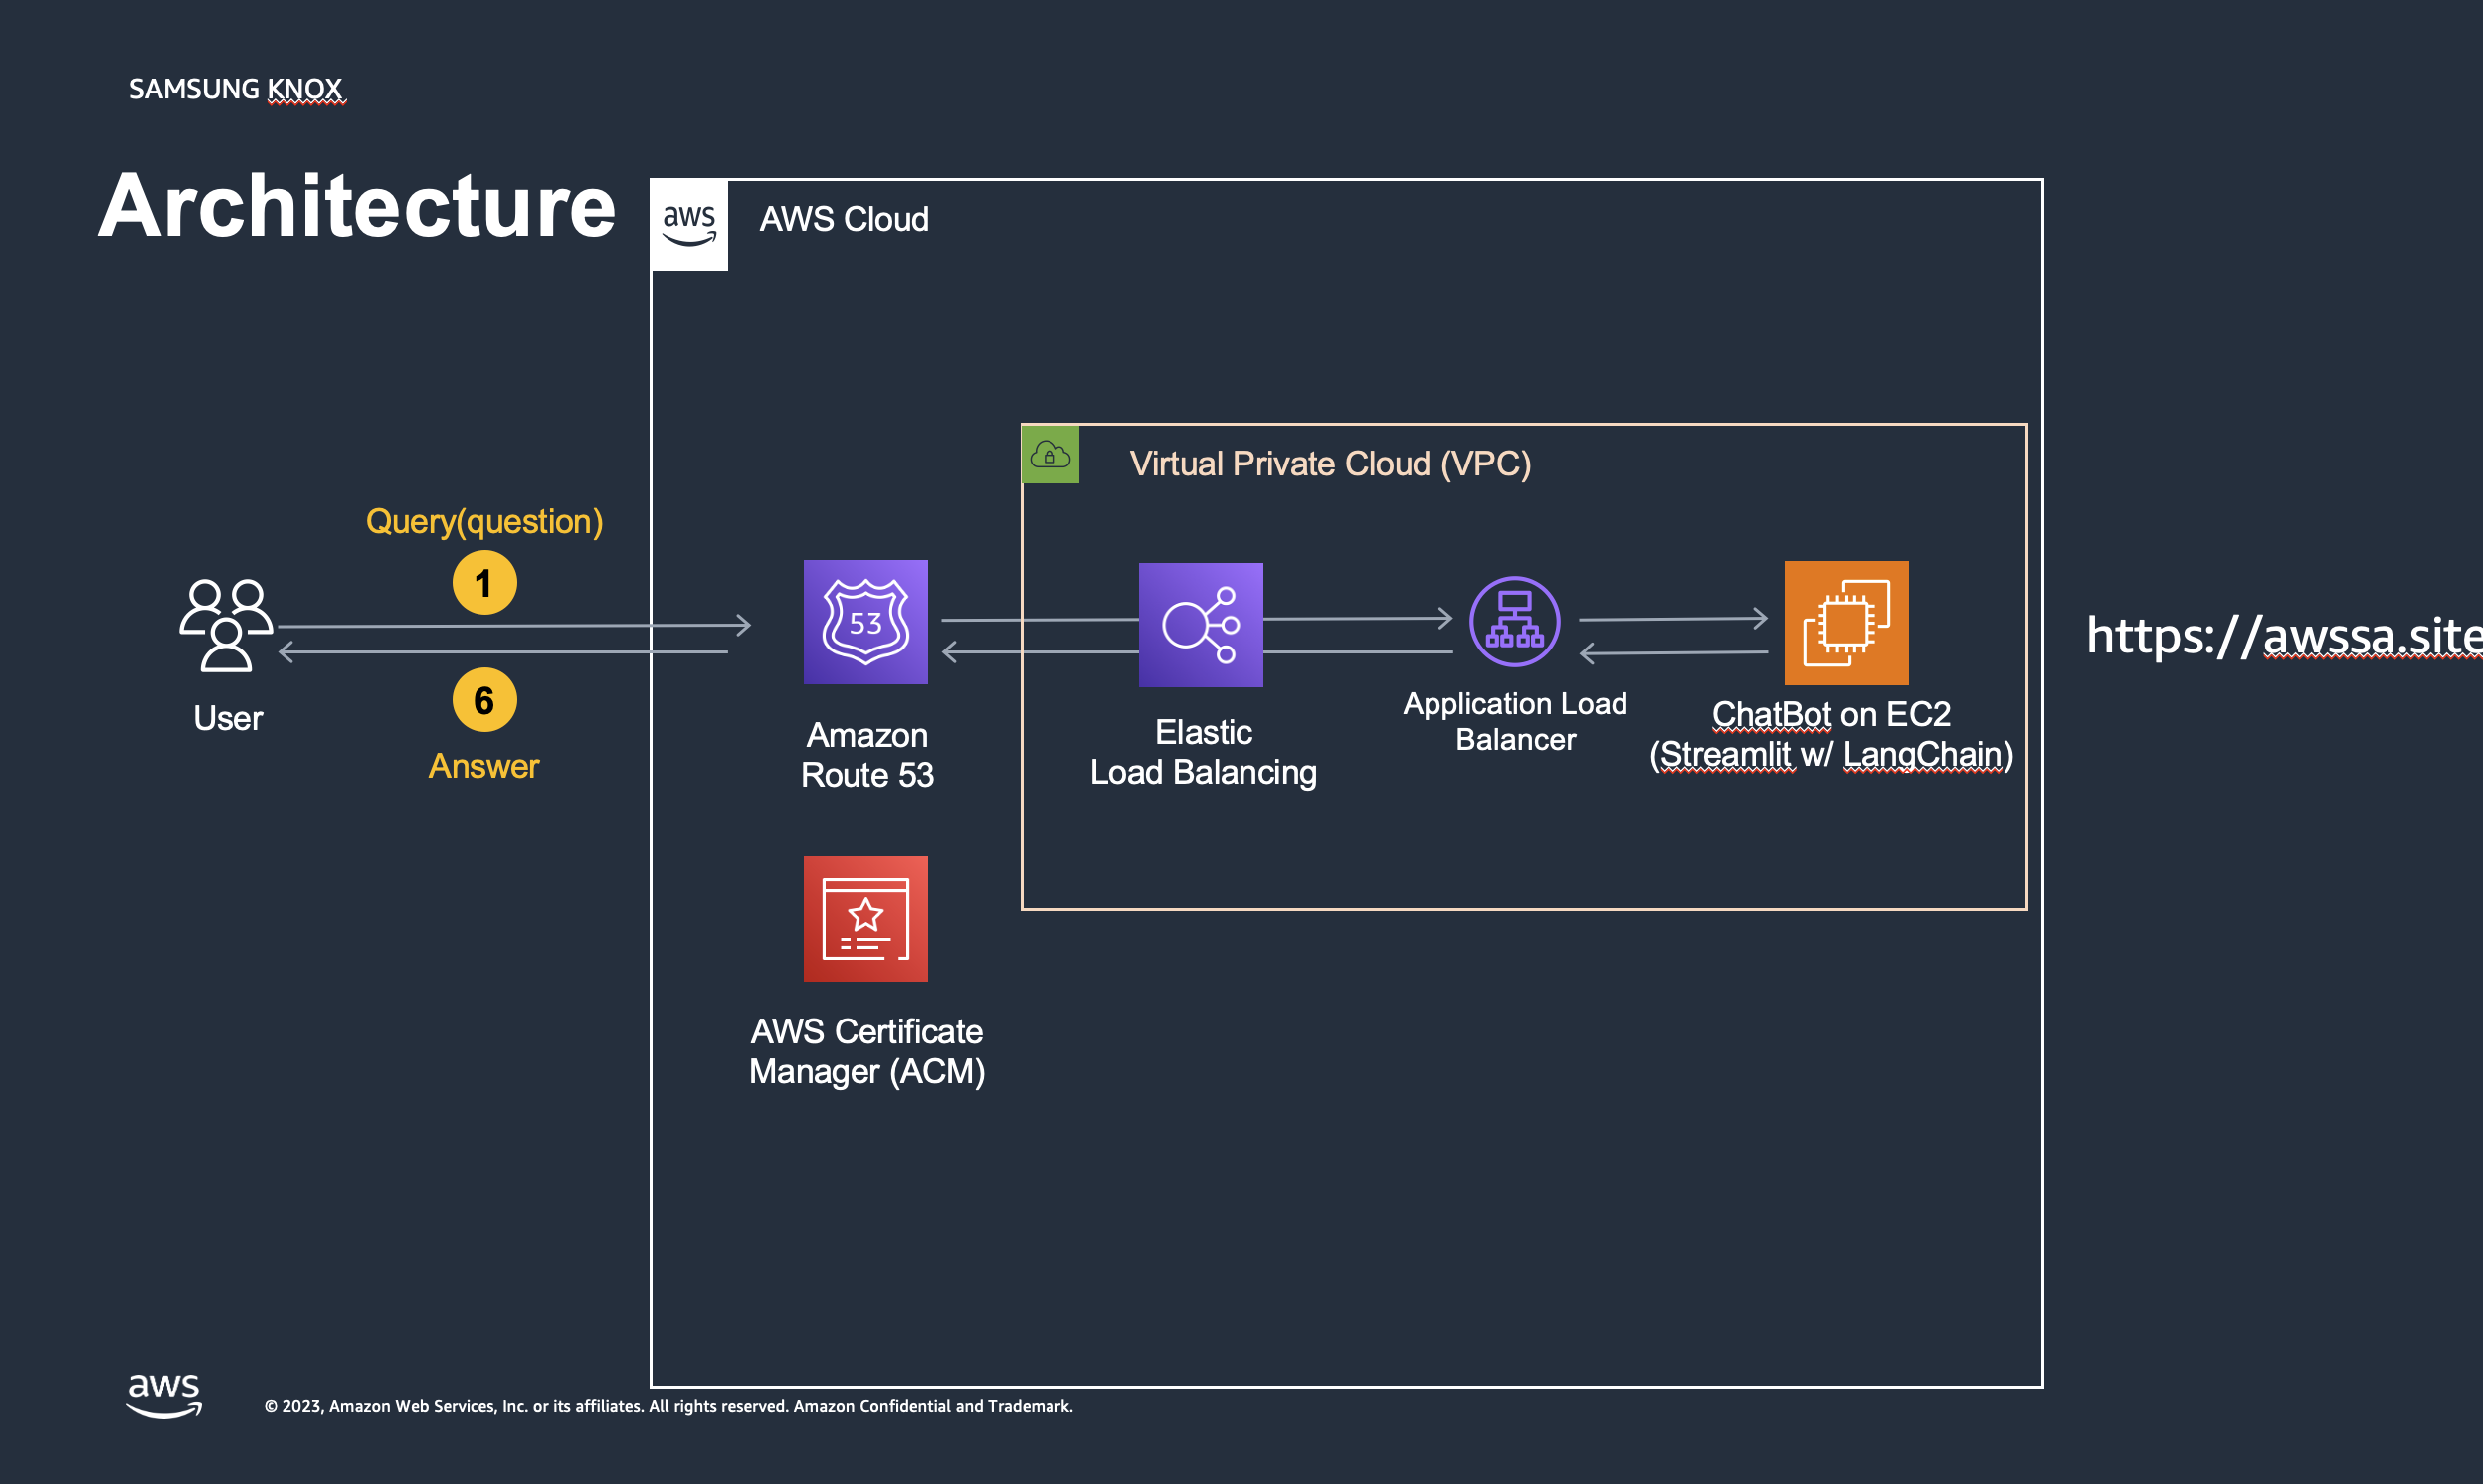 SAMSUNG KNOX
Architecture
aws
AWS Cloud
Virtual Private Cloud (VPC)
Query(question)
1
6
Answer
User
53
Amazon
Route 53
Elastic
Load Balancing
Application Load
Balancer
ChatBot on EC2
(Streamlit w/ LangChain)
https://awssa.site
AWS Certificate
Manager (ACM)
aws
© 2023, Amazon Web Services, Inc. or its affiliates. All rights reserved. Amazon Confidential and Trademark.